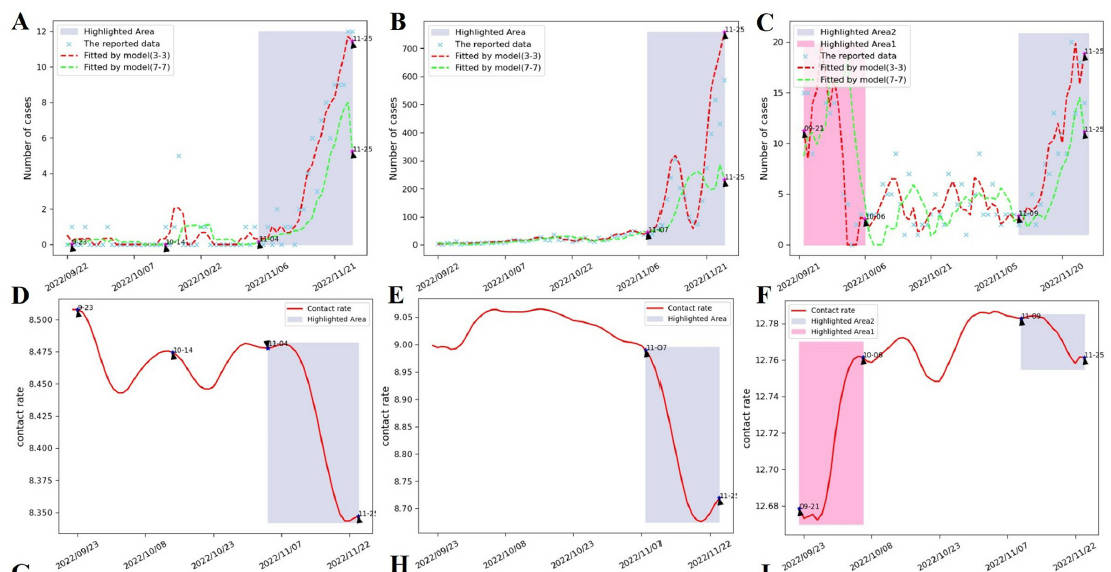 A
Highlighted Area
The reported data
Fitted by model(3-3)
Fitted by model(7-7)
Number of cases
12
10
8
6
4
2
0
9-23
10-14
11-04
11-25
11-25
2022/09/22
2022/10/07
2022/10/22
2022/11/06
2022/11/21
B
Highlighted Area
The reported data
Fitted by model(3-3)
Fitted by model(7-7)
Number of cases
700
600
500
400
300
200
100
0
11-07
11-25
11-25
2022/09/22
2022/10/07
2022/10/22
2022/11/06
2022/11/21
C
Highlighted Area2
Highlighted Area1
The reported data
Fitted by model(3-3)
Fitted by model(7-7)
Number of cases
20
15
10
5
0
09-21
10-06
11-09
11-25
11-25
2022/09/21
2022/10/06
2022/10/21
2022/11/05
2022/11/20
D
Contact rate
Highlighted Area
contact rate
8.500
8.475
8.450
8.425
8.400
8.375
8.350
9-23
10-14
11-04
2022/09/23
2022/10/08
2022/10/23
2022/11/07
2022/11/22
E
Contact rate
Highlighted Area
contact rate
9.05
9.00
8.95
8.90
8.85
8.80
8.75
8.70
11-07
2022/09/23
2022/10/08
2022/10/23
2022/11/07
2022/11/22
F
Contact rate
Highlighted Area2
Highlighted Area1
contact rate
12.78
12.76
12.74
12.72
12.70
12.68
09-21
10-06
11-09
11-25
2022/09/23
2022/10/08
2022/10/23
2022/11/07
2022/11/22
H